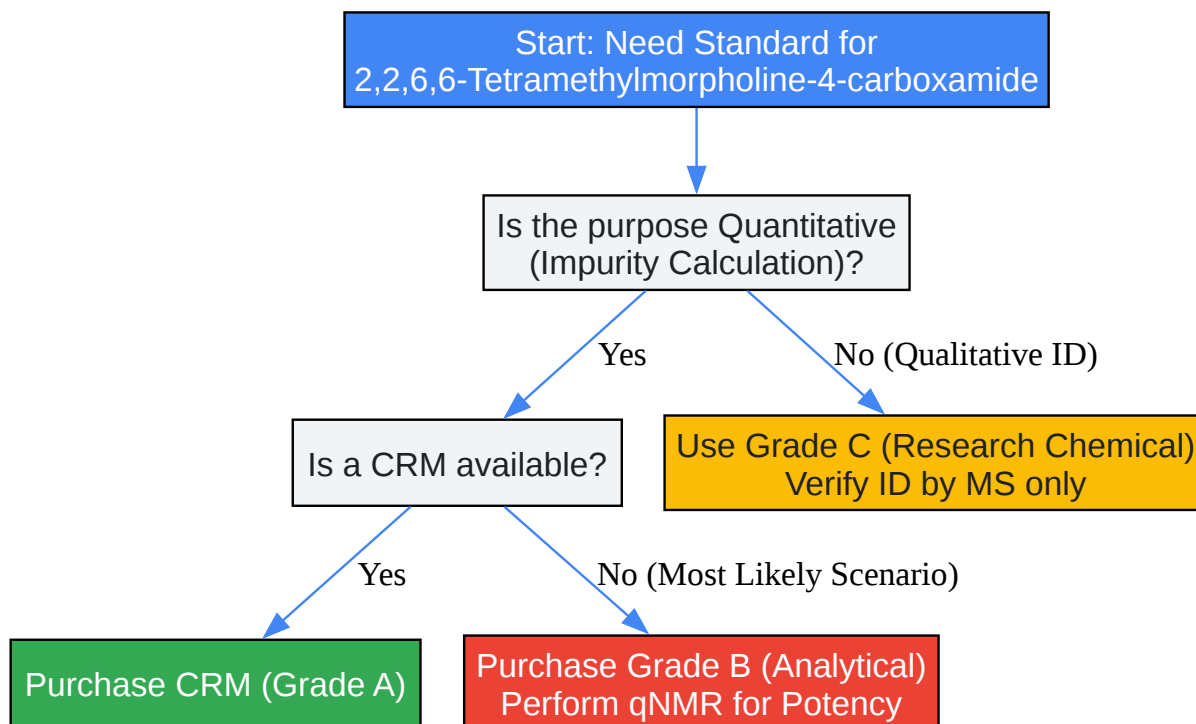 Start: Need Standard for
2,2,6,6-Tetramethylmorpholine-4-carboxamide
Is the purpose Quantitative
(Impurity Calculation)?
Yes
No (Qualitative ID)
Is a CRM available?
Use Grade C (Research Chemical)
Verify ID by MS only
Yes
No (Most Likely Scenario)
Purchase CRM (Grade A)
Purchase Grade B (Analytical)
Perform qNMR for Potency